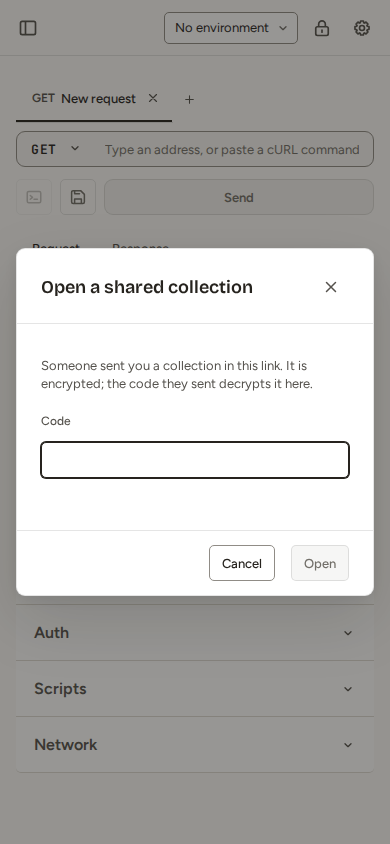 No environment
GET New request
GET Type an address, or paste a cURL command
Send
Request Response
Open a shared collection
Someone sent you a collection in this link. It is
encrypted; the code they sent decrypts it here.
Code
Cancel Open
Auth
Scripts
Network